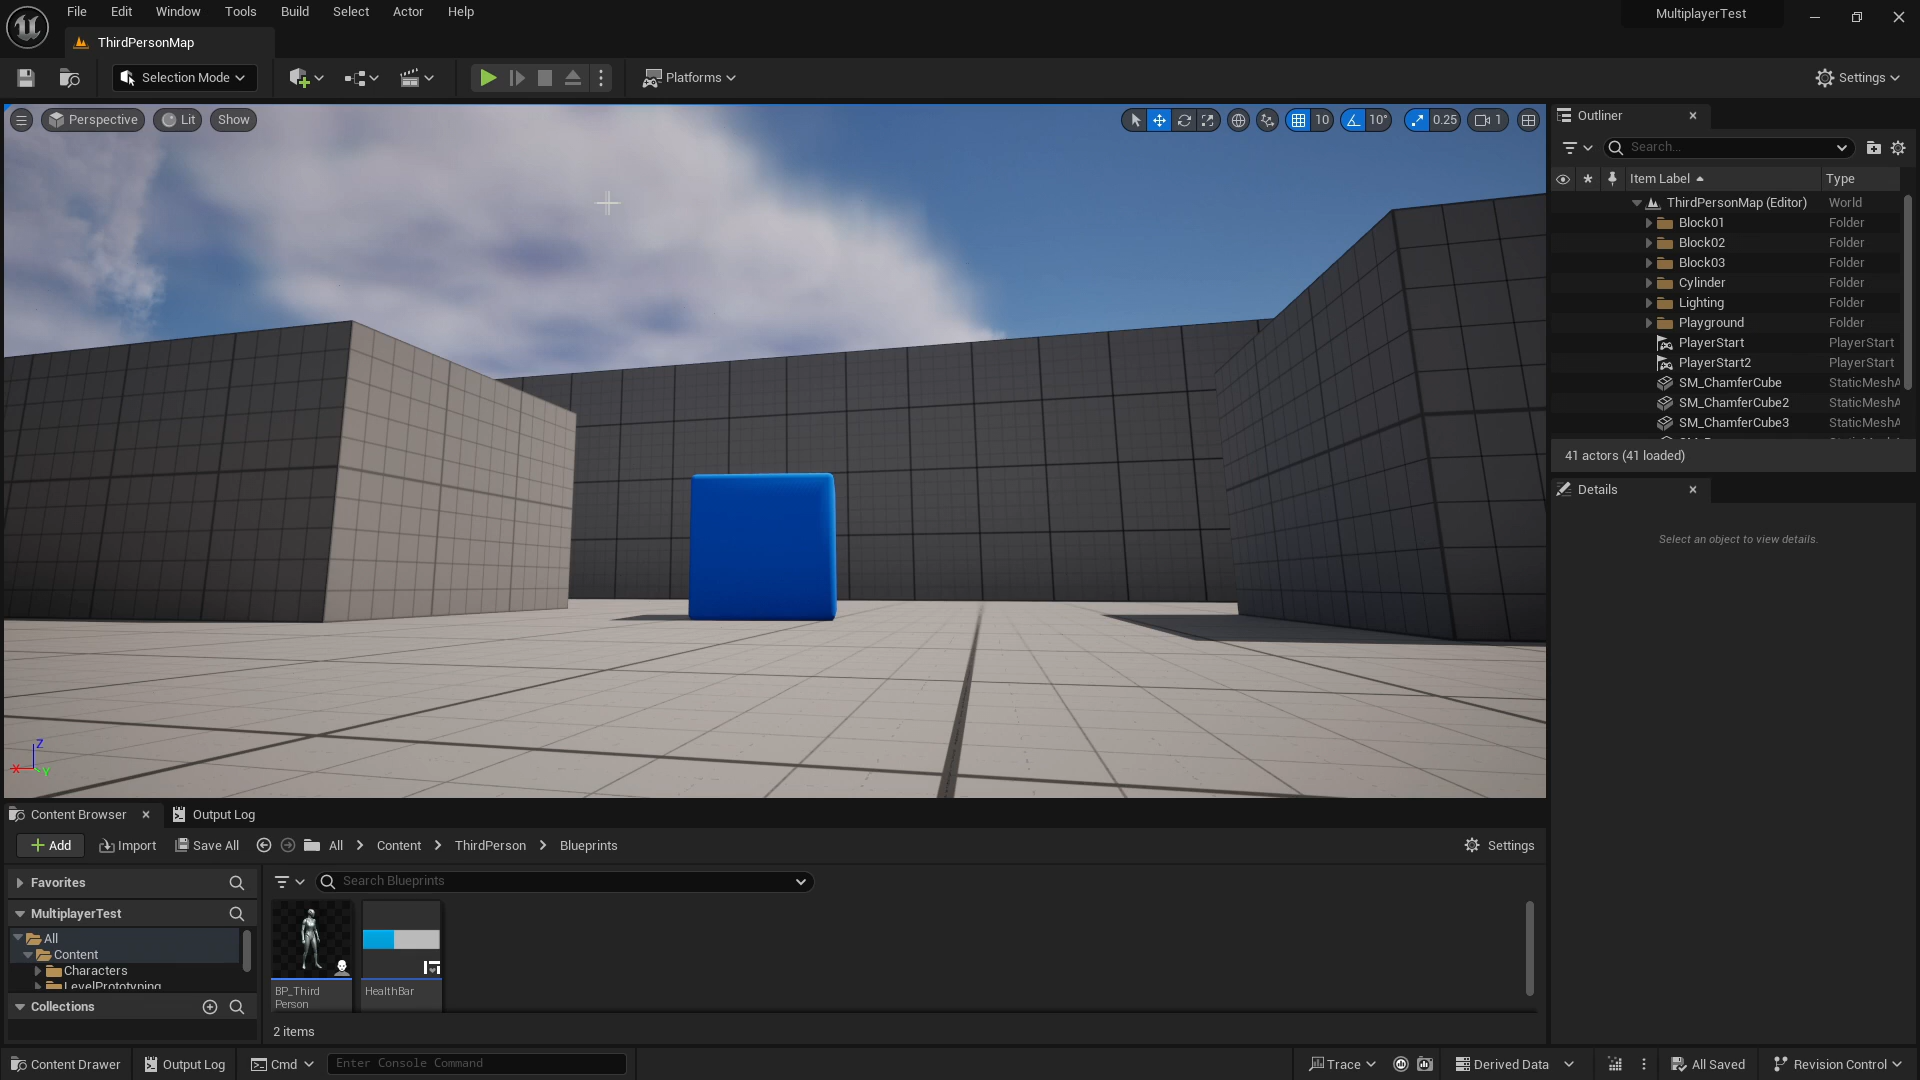 File Edit Window Tools Build Select Actor Help
MultiplayerTest
ThirdPersonMap
Selection Mode
Platforms
Settings
Perspective
Lit
Show
10
10°
0.25
1
Outliner
Search...
Item Label
Type
ThirdPersonMap (Editor) World
Block01 Folder
Block02 Folder
Block03 Folder
Cylinder Folder
Lighting Folder
Playground Folder
PlayerStart PlayerStart
PlayerStart2 PlayerStart
SM_ChamferCube StaticMeshA
SM_ChamferCube2 StaticMeshA
SM_ChamferCube3 StaticMeshA
41 actors (41 loaded)
Details
Select an object to view details.
Z
X
Y
Content Browser
Output Log
Add
Import
Save All
All > Content > ThirdPerson > Blueprints
Settings
Favorites
MultiplayerTest
All
Content
Characters
LevelPrototyping
Collections
Search Blueprints
BP_Third
Person
HealthBar
2 items
Content Drawer
Output Log
Cmd
Enter Console Command
Trace
Derived Data
All Saved
Revision Control